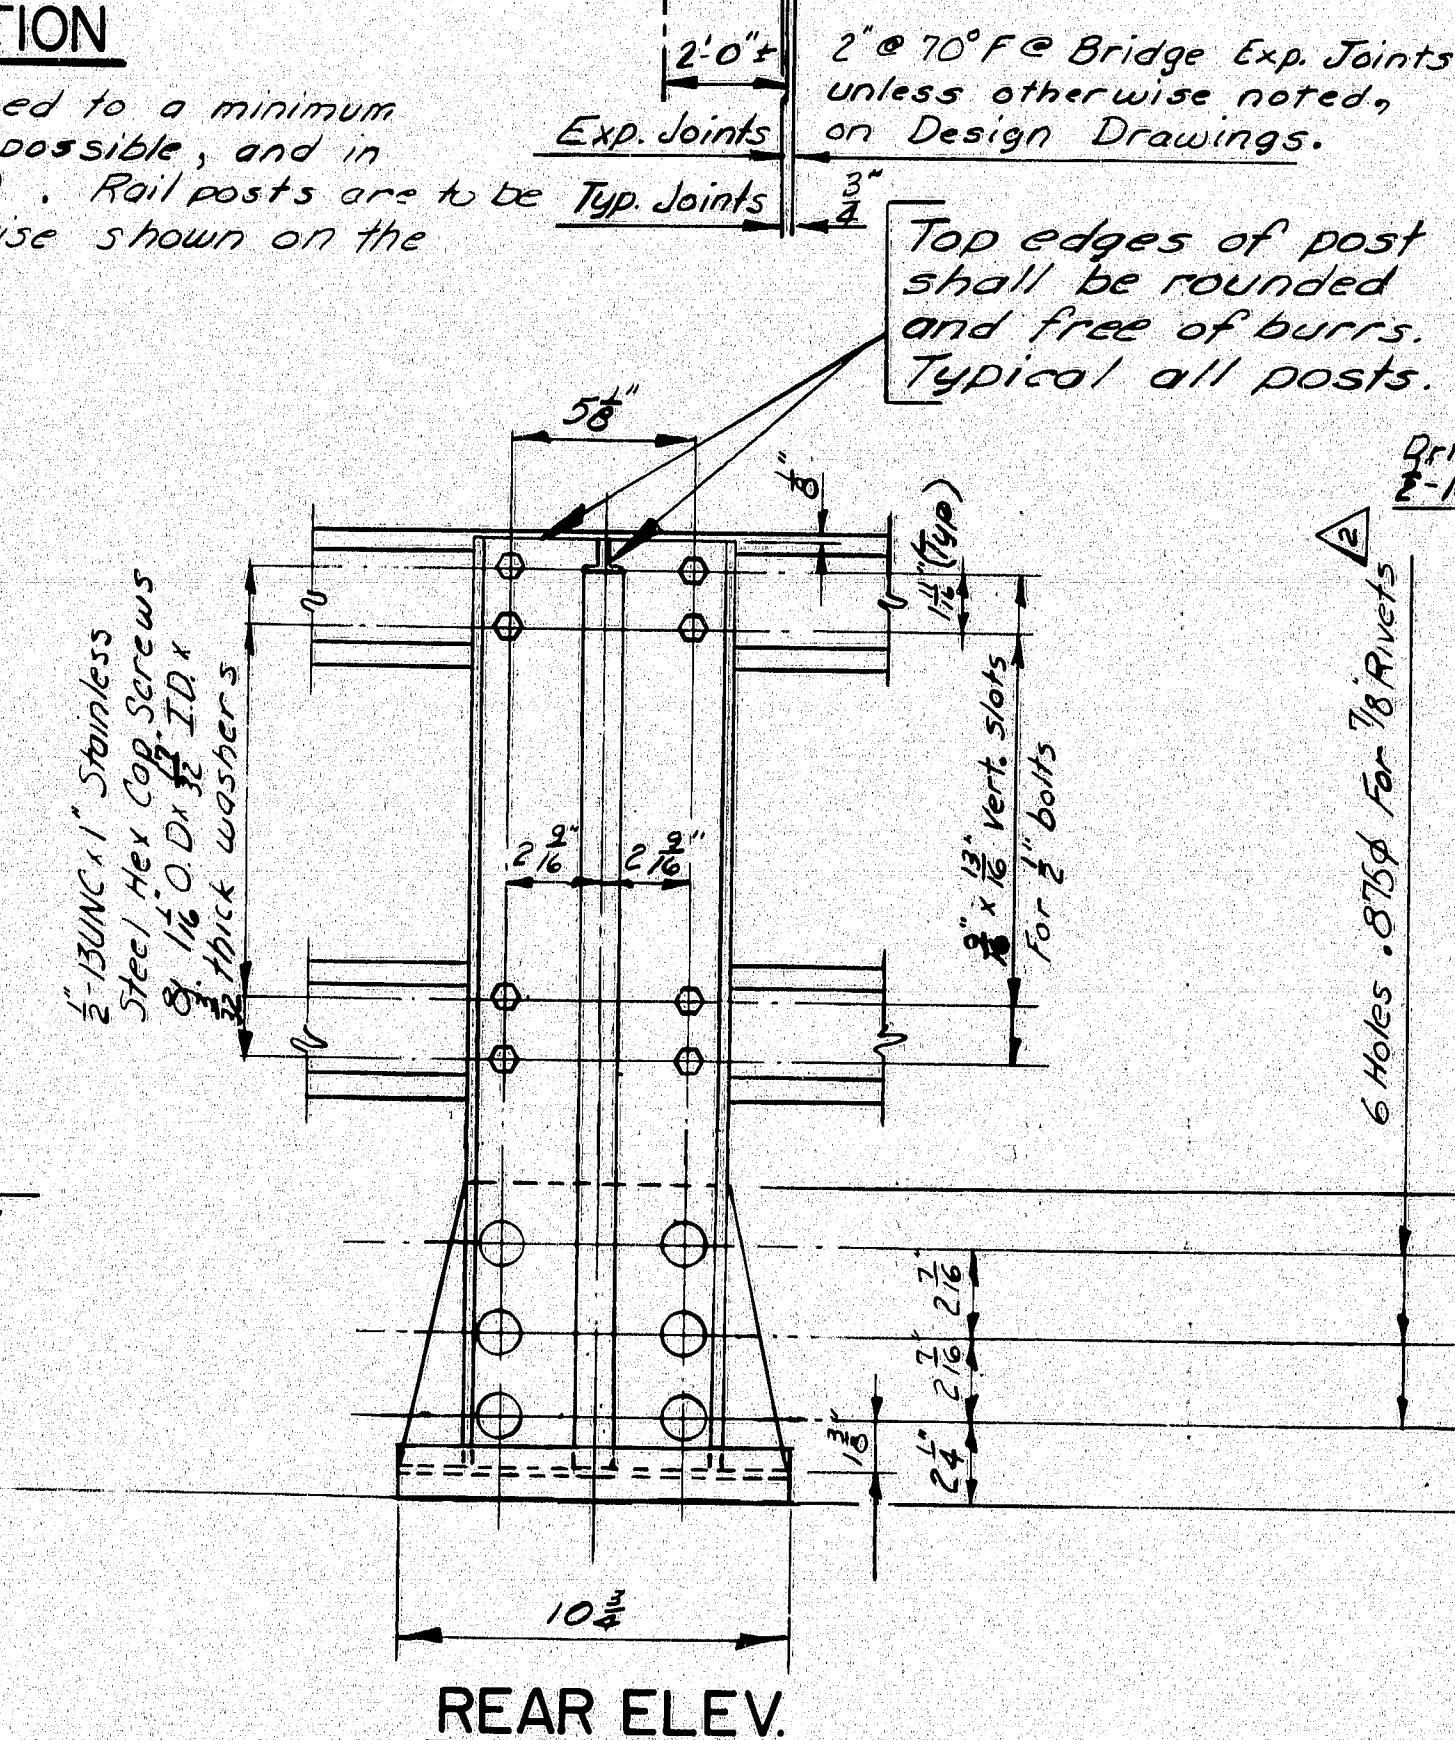 TION
ed to a minimum
possible, and in
. Rail posts are to be
ise shown on the
2'-0"±
2" @ 70° F @ Bridge Exp. Joints
unless otherwise noted,
on Design Drawings.
Exp. Joints
Typ. Joints
3/4"
Top edges of post
shall be rounded
and free of burrs.
Typical all posts.
5 1/8"
1/8"
1 11/16" (Typ)
2
1/2"-13UNC x 1" Stainless
Steel Hex Cap Screws
8 1 1/16" O.D x 17/32" I.D. x
3/32" thick washers
2 9/16"
2 9/16"
9/16" x 13/16" vert. slots
For 1/2" bolts
6 Holes .875ø For 7/8" Rivets
2 7/16"
2 7/16"
1 3/8"
2 1/4"
10 3/4
REAR ELEV.